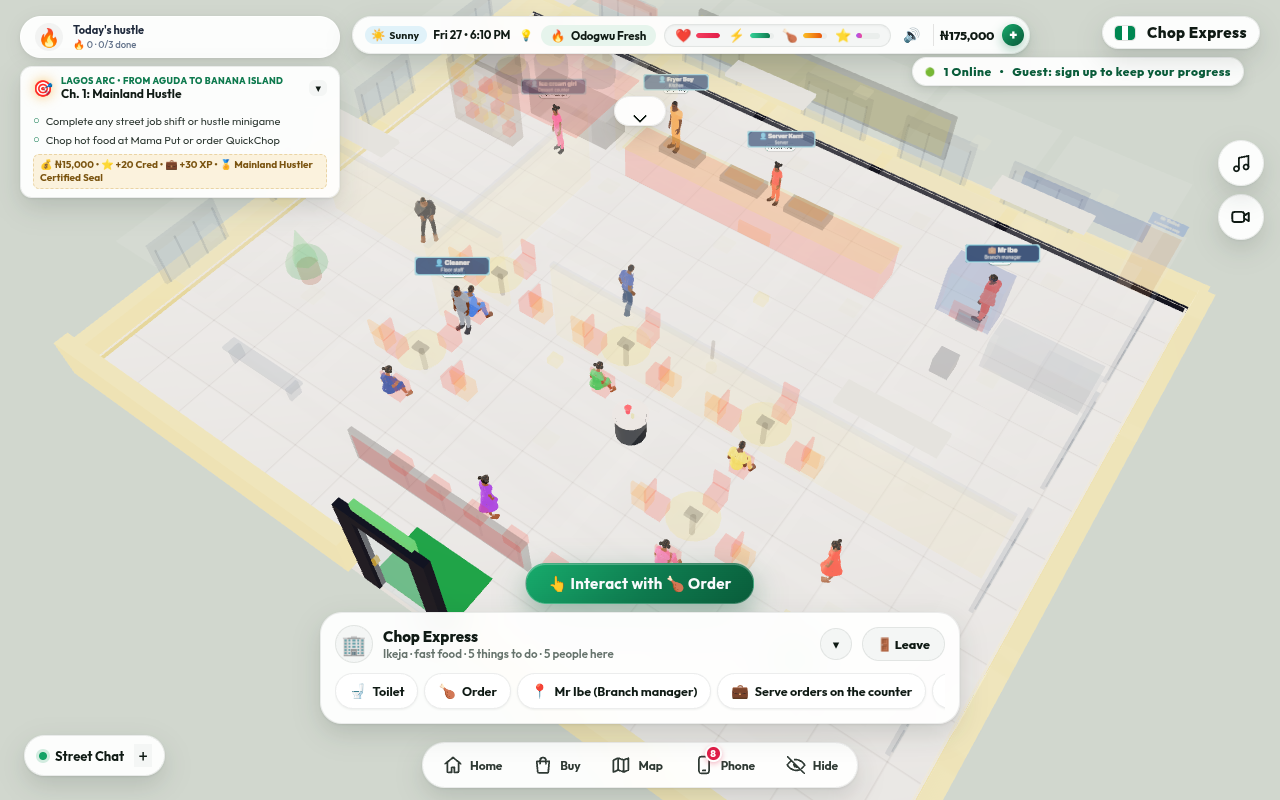 Today's hustle
0 · 0/3 done
LAGOS ARC • FROM AGUDA TO BANANA ISLAND
Ch. 1: Mainland Hustle
Complete any street job shift or hustle minigame
Chop hot food at Mama Put or order QuickChop
₦15,000 • +20 Cred • +30 XP • Mainland Hustler
Certified Seal
Sunny
Fri 27 • 6:10 PM
Odogwu Fresh
₦175,000
+
Chop Express
1 Online • Guest: sign up to keep your progress
Ice cream girl
Fryer Boy
Server Kemi
Server
Mr Ibe
Branch manager
Cleaner
Floor staff
Interact with Order
Chop Express
Ikeja · fast food · 5 things to do · 5 people here
Leave
Toilet
Order
Mr Ibe (Branch manager)
Serve orders on the counter
Street Chat
+
Home
Buy
Map
8
Phone
Hide